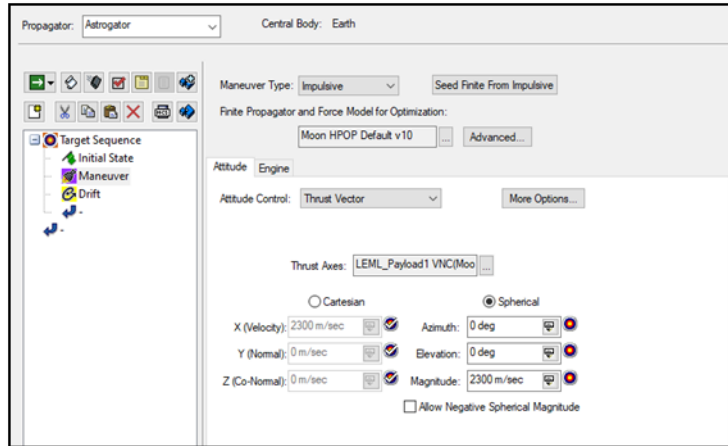 Propagator: Astrogator Central Body: Earth
Maneuver Type: Impulsive Seed Finite From Impulsive
Finite Propagator and Force Model for Optimization:
Moon HPOP Default v10 ... Advanced...
Target Sequence
Initial State
Maneuver
Drift
-
-
Attitude Engine
Attitude Control: Thrust Vector More Options...
Thrust Axes: LEML_Payload1 VNC(Moo ...
Cartesian Spherical
X (Velocity): 2300 m/sec Azimuth: 0 deg
Y (Normal): 0 m/sec Elevation: 0 deg
Z (Co-Normal): 0 m/sec Magnitude: 2300 m/sec
Allow Negative Spherical Magnitude